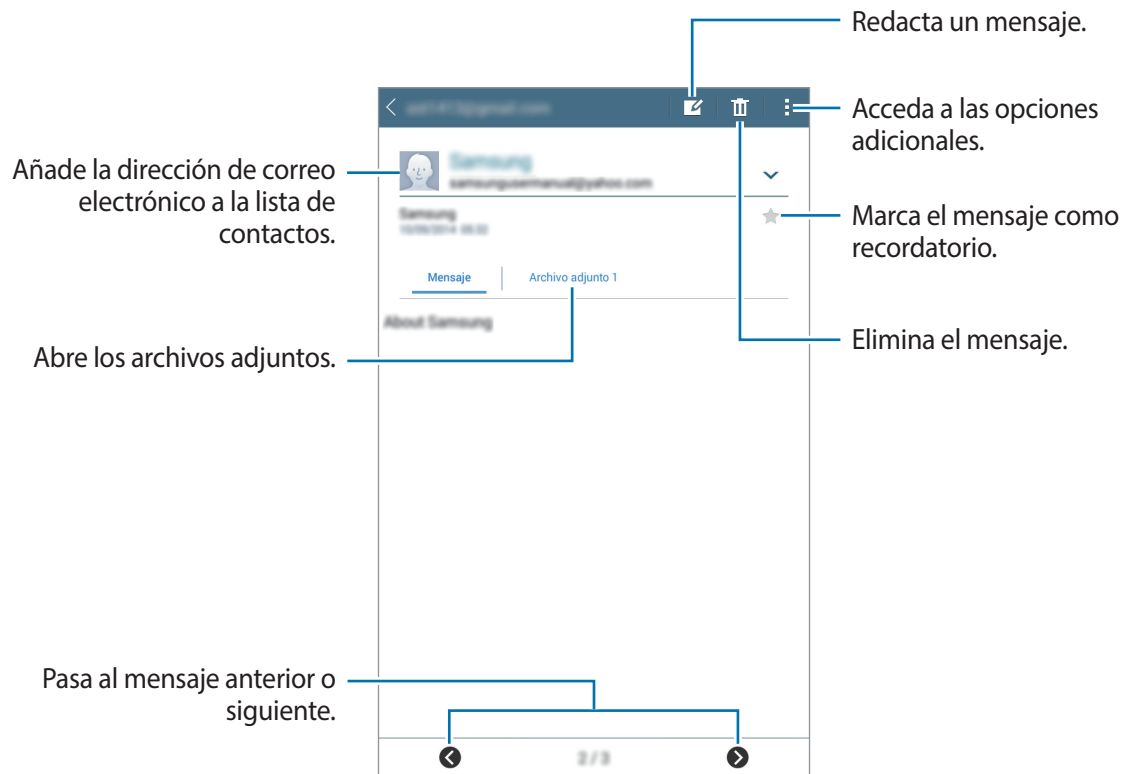 Redacta un mensaje.
Acceda a las opciones
adicionales.
Añade la dirección de correo
electrónico a la lista de
contactos.
Samsung
samsungusermanual@yahoo.com
Samsung
Marca el mensaje como
recordatorio.
Mensaje
Archivo adjunto 1
About Samsung
Elimina el mensaje.
Abre los archivos adjuntos.
Pasa al mensaje anterior o
siguiente.
2 / 3